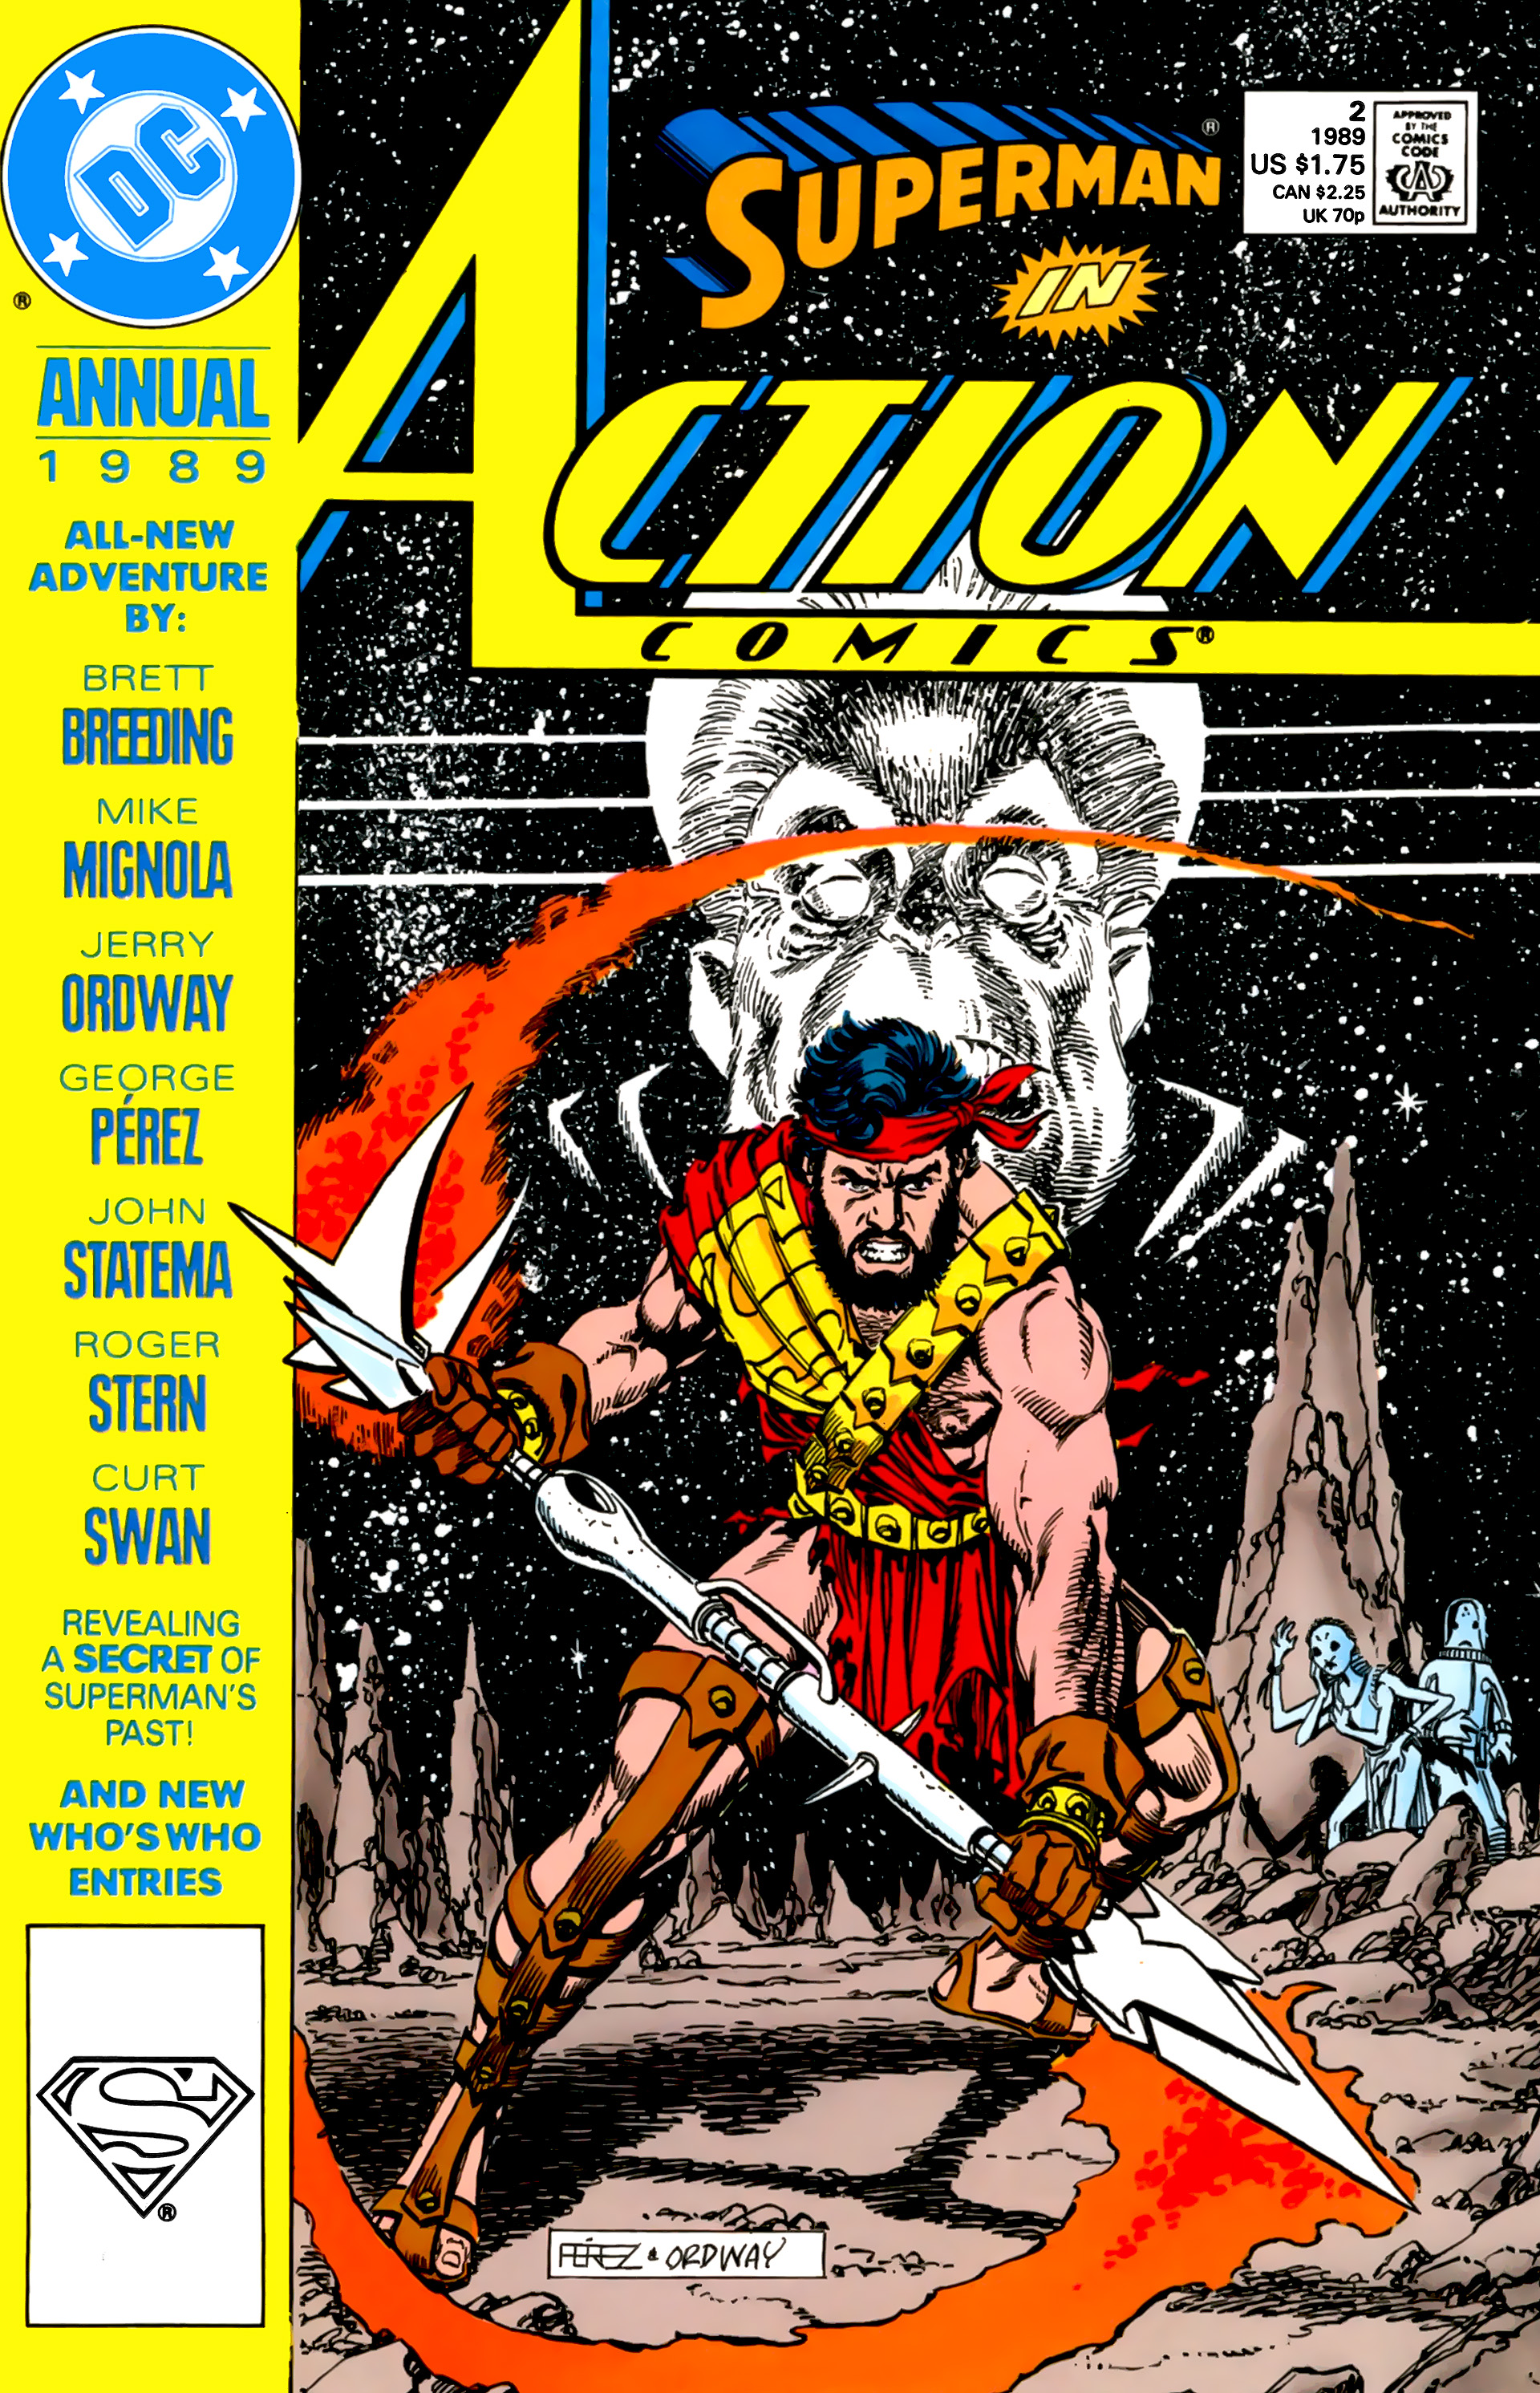 DC
®
ANNUAL
1989
ALL-NEW
ADVENTURE
BY:
BRETT
BREEDING
MIKE
MIGNOLA
JERRY
ORDWAY
GEORGE
PÉREZ
JOHN
STATEMA
ROGER
STERN
CURT
SWAN
REVEALING
A SECRET OF
SUPERMAN'S
PAST!
AND NEW
WHO'S WHO
ENTRIES
S
®
SUPERMAN®
IN
ACTION
COMICS®
2
1989
US $1.75
CAN $2.25
UK 70p
APPROVED
BY THE
COMICS
CODE
CA
AUTHORITY
PÉREZ & ORDWAY